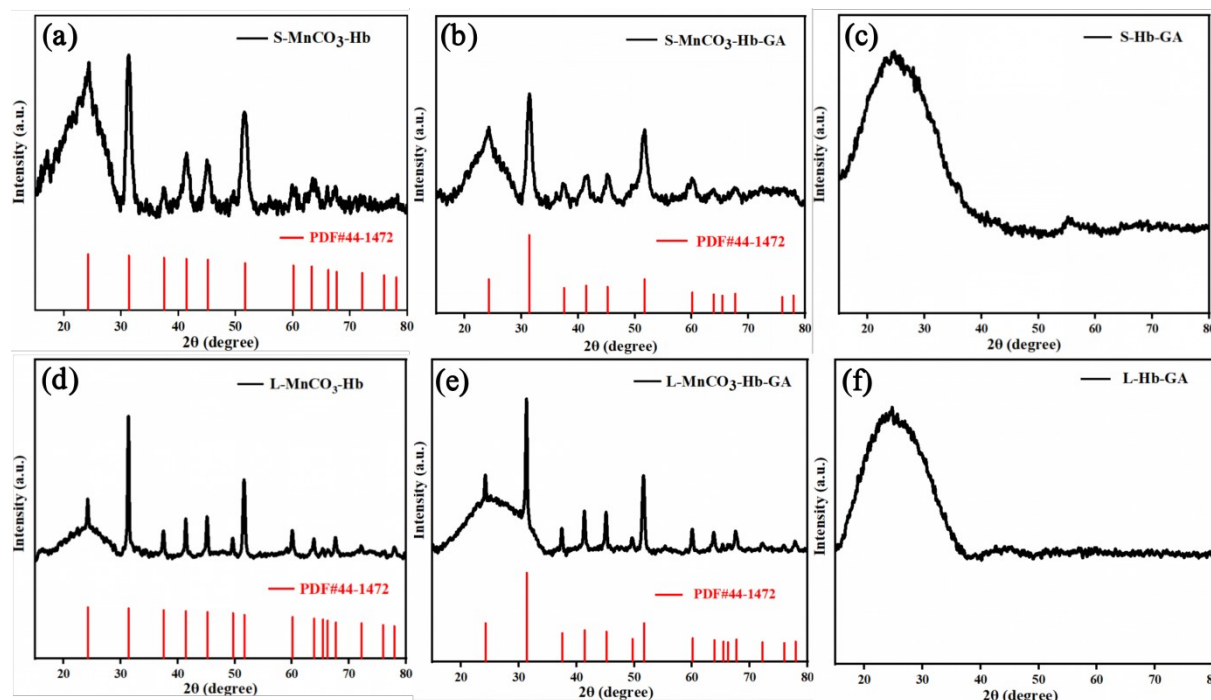 (a)
S-MnCO₃-Hb
Intensity (a.u.)
PDF#44-1472
20 30 40 50 60 70 80
2θ (degree)
(b)
S-MnCO₃-Hb-GA
Intensity (a.u.)
PDF#44-1472
20 30 40 50 60 70 80
2θ (degree)
(c)
S-Hb-GA
Intensity (a.u.)
20 30 40 50 60 70 80
2θ (degree)
(d)
L-MnCO₃-Hb
Intensity (a.u.)
PDF#44-1472
20 30 40 50 60 70 80
2θ (degree)
(e)
L-MnCO₃-Hb-GA
Intensity (a.u.)
PDF#44-1472
20 30 40 50 60 70 80
2θ (degree)
(f)
L-Hb-GA
Intensity (a.u.)
20 30 40 50 60 70 80
2θ (degree)